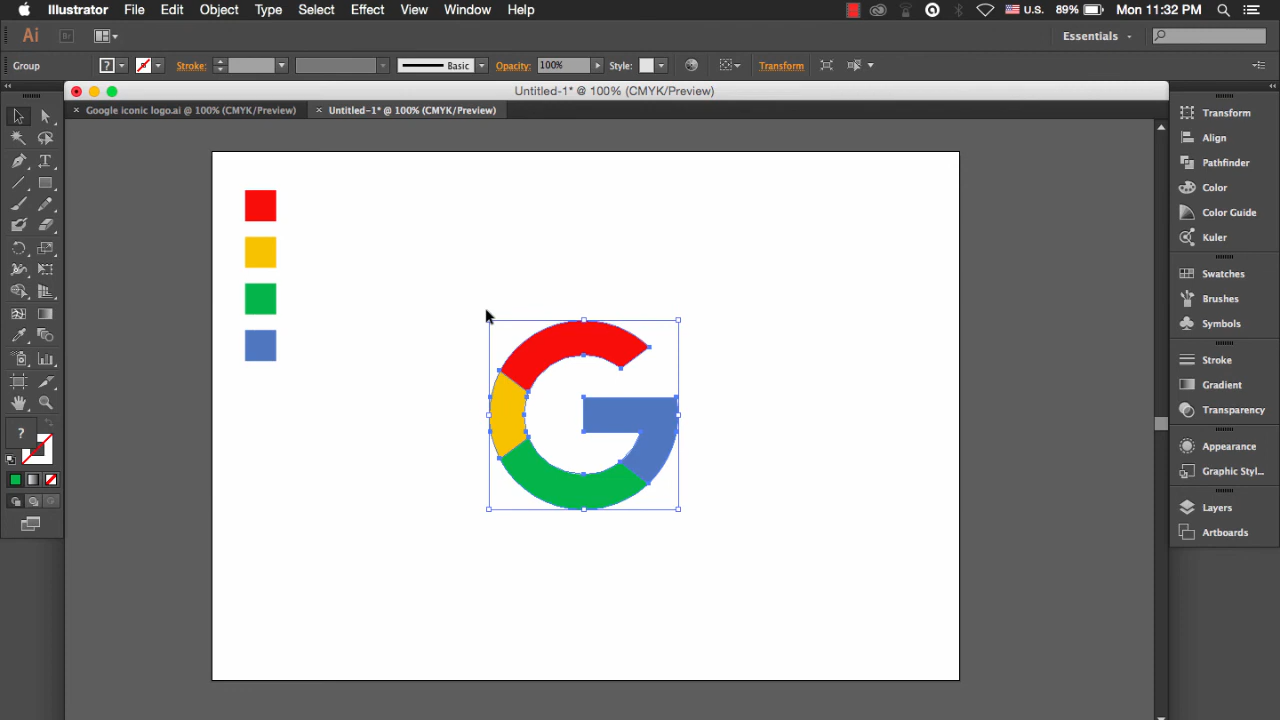 Illustrator File Edit Object Type Select Effect View Window Help U.S. 89% Mon 11:32 PM
Ai Br Essentials
Group ? Stroke: Basic Opacity: 100% Style: Transform
Untitled-1* @ 100% (CMYK/Preview)
× Google iconic logo.ai @ 100% (CMYK/Preview) × Untitled-1* @ 100% (CMYK/Preview)
Transform
Align
Pathfinder
Color
Color Guide
Kuler
Swatches
Brushes
Symbols
Stroke
Gradient
Transparency
Appearance
Graphic Styl...
Layers
Artboards
T
?
G